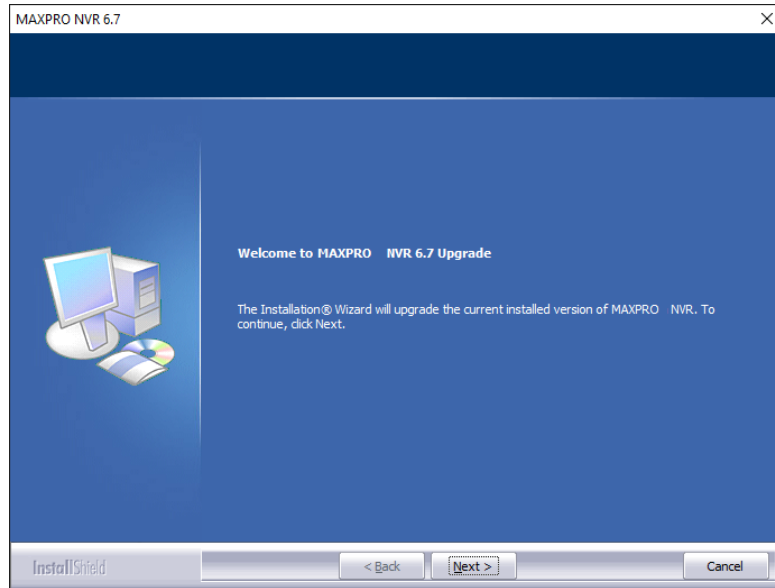 MAXPRO NVR 6.7
Welcome to MAXPRO NVR 6.7 Upgrade
The Installation® Wizard will upgrade the current installed version of MAXPRO NVR. To
continue, click Next.
InstallShield
< Back
Next >
Cancel